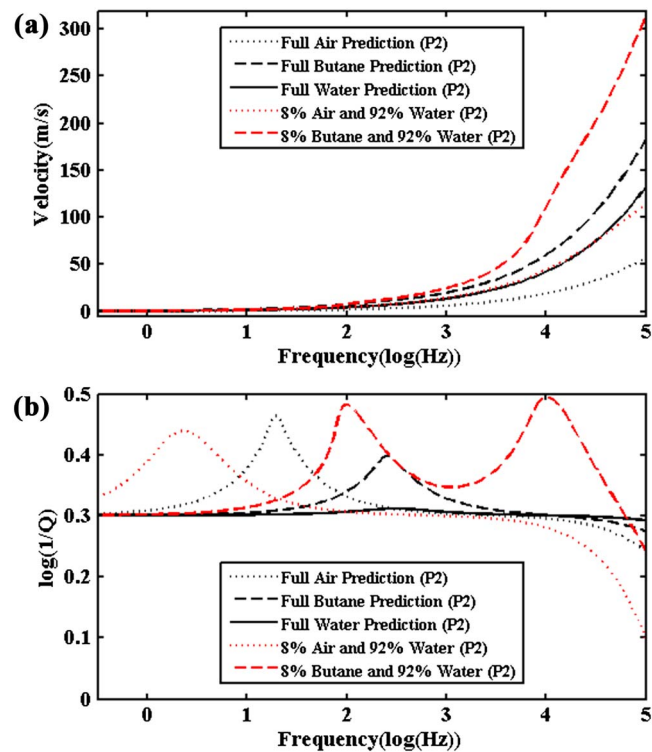 (a)
300
250
200
150
100
50
0
Velocity(m/s)
Full Air Prediction (P2)
Full Butane Prediction (P2)
Full Water Prediction (P2)
8% Air and 92% Water (P2)
8% Butane and 92% Water (P2)
0 1 2 3 4 5
Frequency(log(Hz))
(b)
0.5
0.4
0.3
0.2
0.1
0
log(1/Q)
Full Air Prediction (P2)
Full Butane Prediction (P2)
Full Water Prediction (P2)
8% Air and 92% Water (P2)
8% Butane and 92% Water (P2)
0 1 2 3 4 5
Frequency(log(Hz))